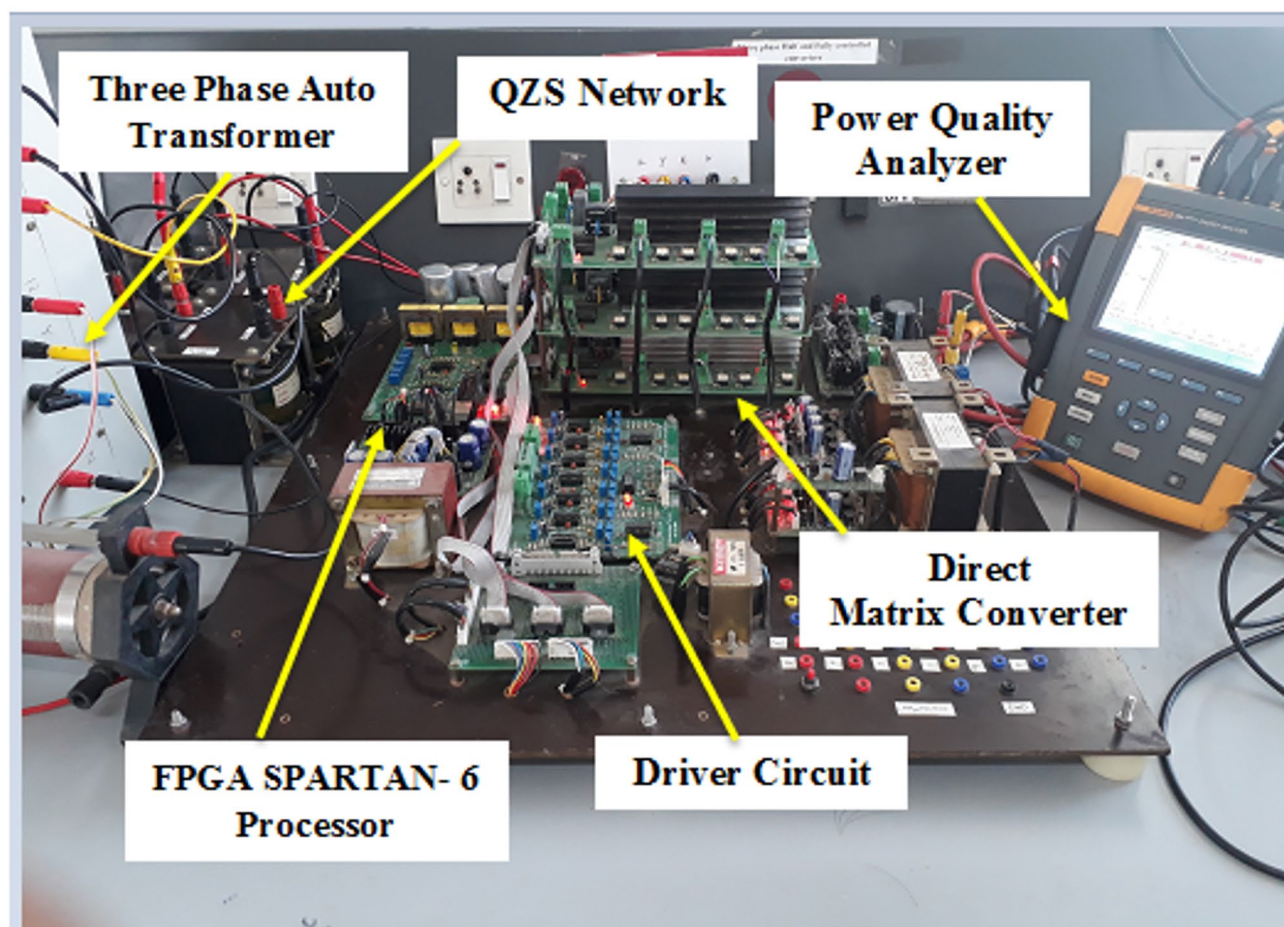 Three Phase Auto
Transformer
QZS Network
Power Quality
Analyzer
Direct
Matrix Converter
FPGA SPARTAN- 6
Processor
Driver Circuit